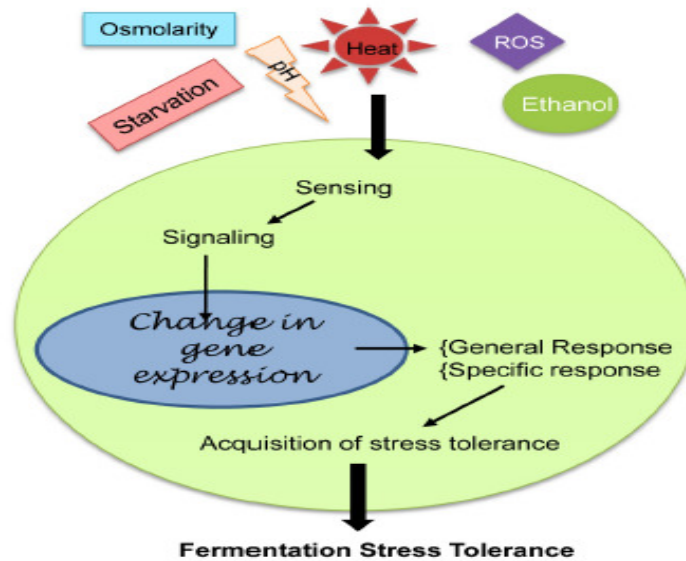 Osmolarity
Heat
ROS
pH
Starvation
Ethanol
Sensing
Signaling
Change in
gene
expression
{General Response
{Specific response
Acquisition of stress tolerance
Fermentation Stress Tolerance